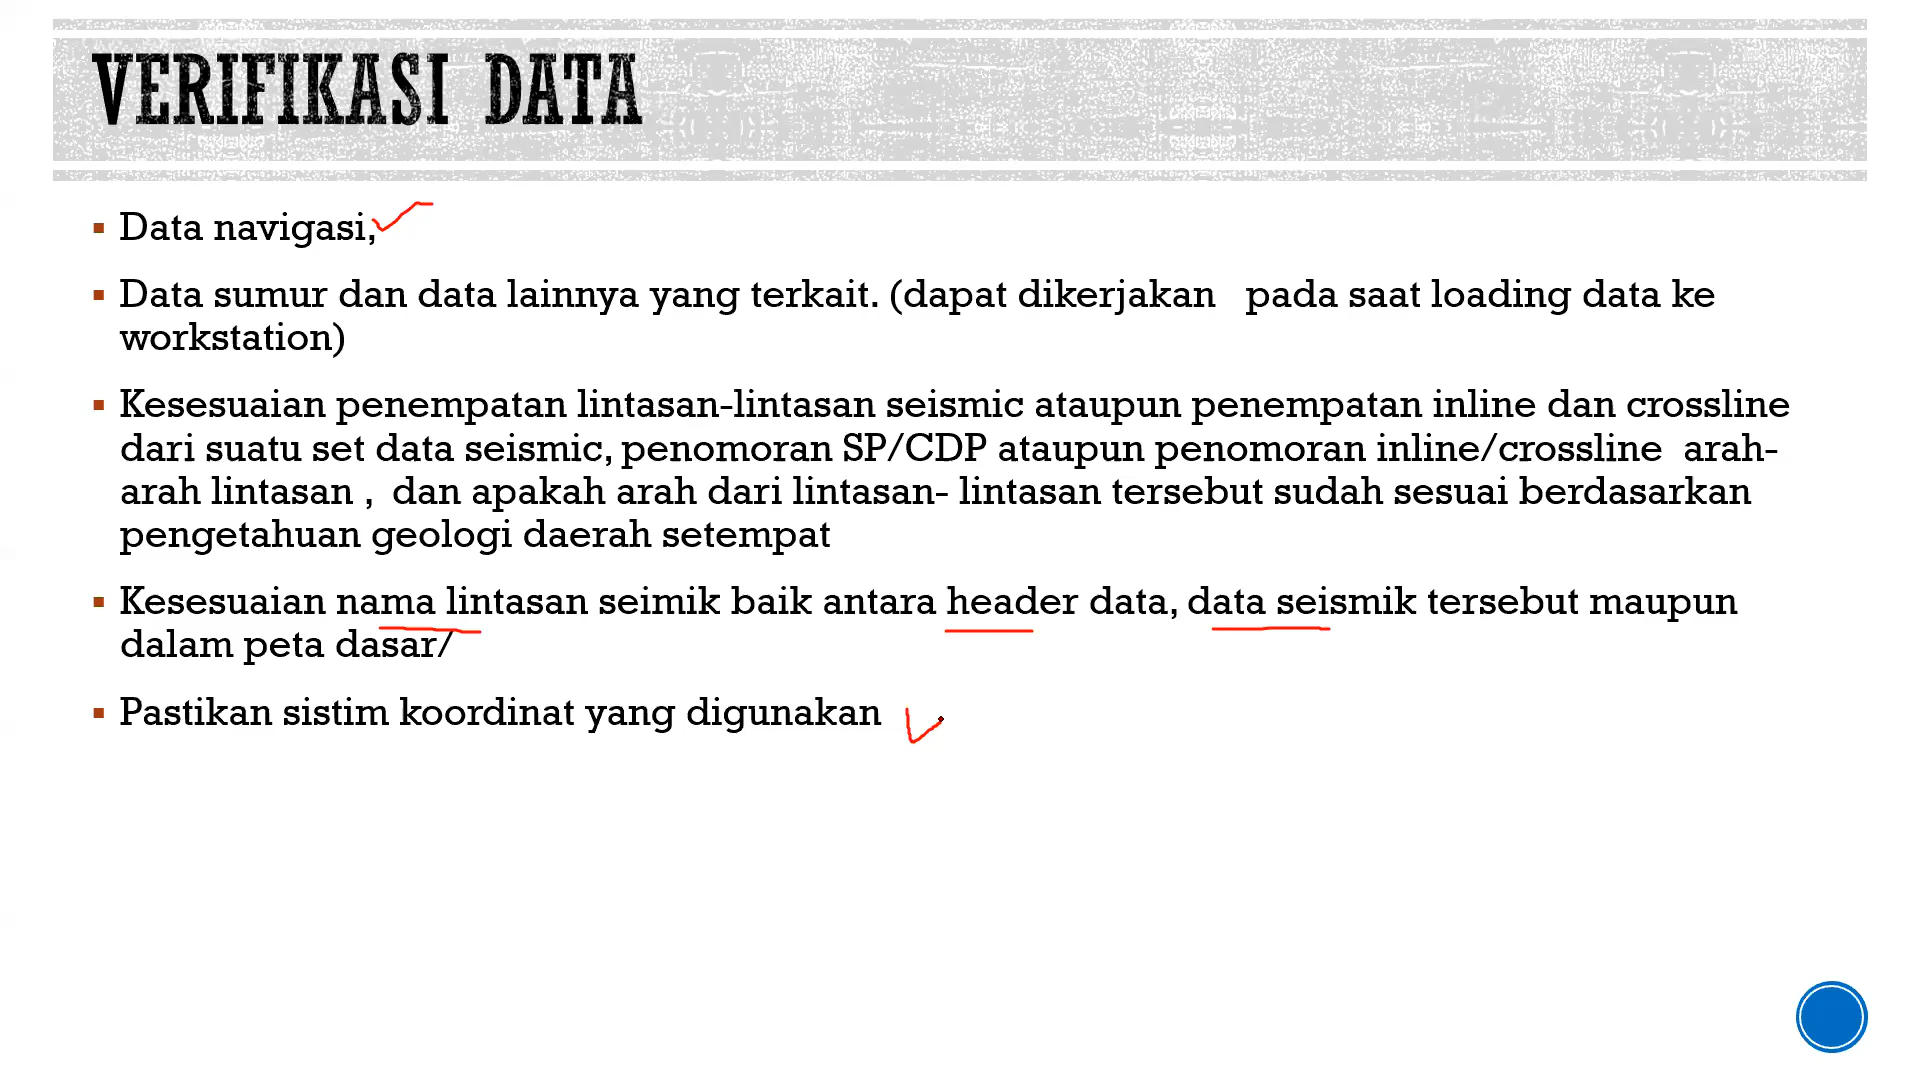 VERIFIKASI DATA
▪ Data navigasi,
▪ Data sumur dan data lainnya yang terkait. (dapat dikerjakan pada saat loading data ke
workstation)
▪ Kesesuaian penempatan lintasan-lintasan seismic ataupun penempatan inline dan crossline
dari suatu set data seismic, penomoran SP/CDP ataupun penomoran inline/crossline arah-
arah lintasan , dan apakah arah dari lintasan- lintasan tersebut sudah sesuai berdasarkan
pengetahuan geologi daerah setempat
▪ Kesesuaian nama lintasan seimik baik antara header data, data seismik tersebut maupun
dalam peta dasar/
▪ Pastikan sistim koordinat yang digunakan